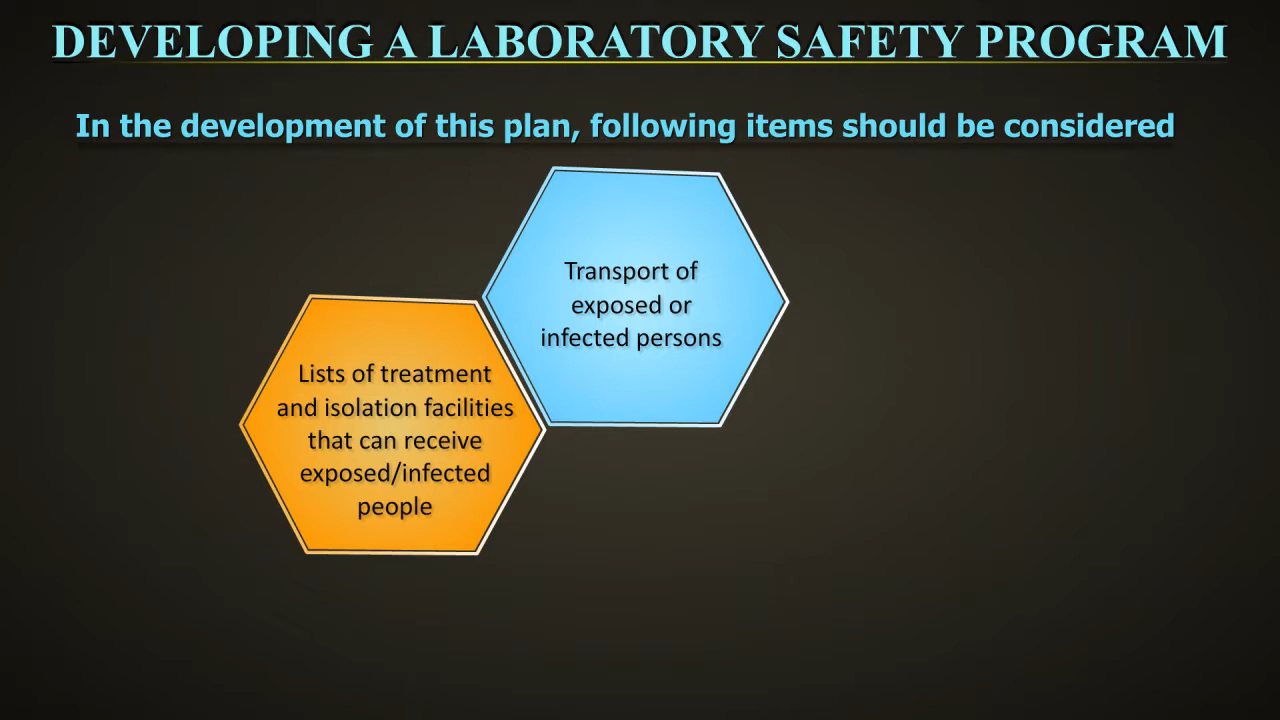 DEVELOPING A LABORATORY SAFETY PROGRAM
In the development of this plan, following items should be considered
Transport of
exposed or
infected persons
Lists of treatment
and isolation facilities
that can receive
exposed/infected
people